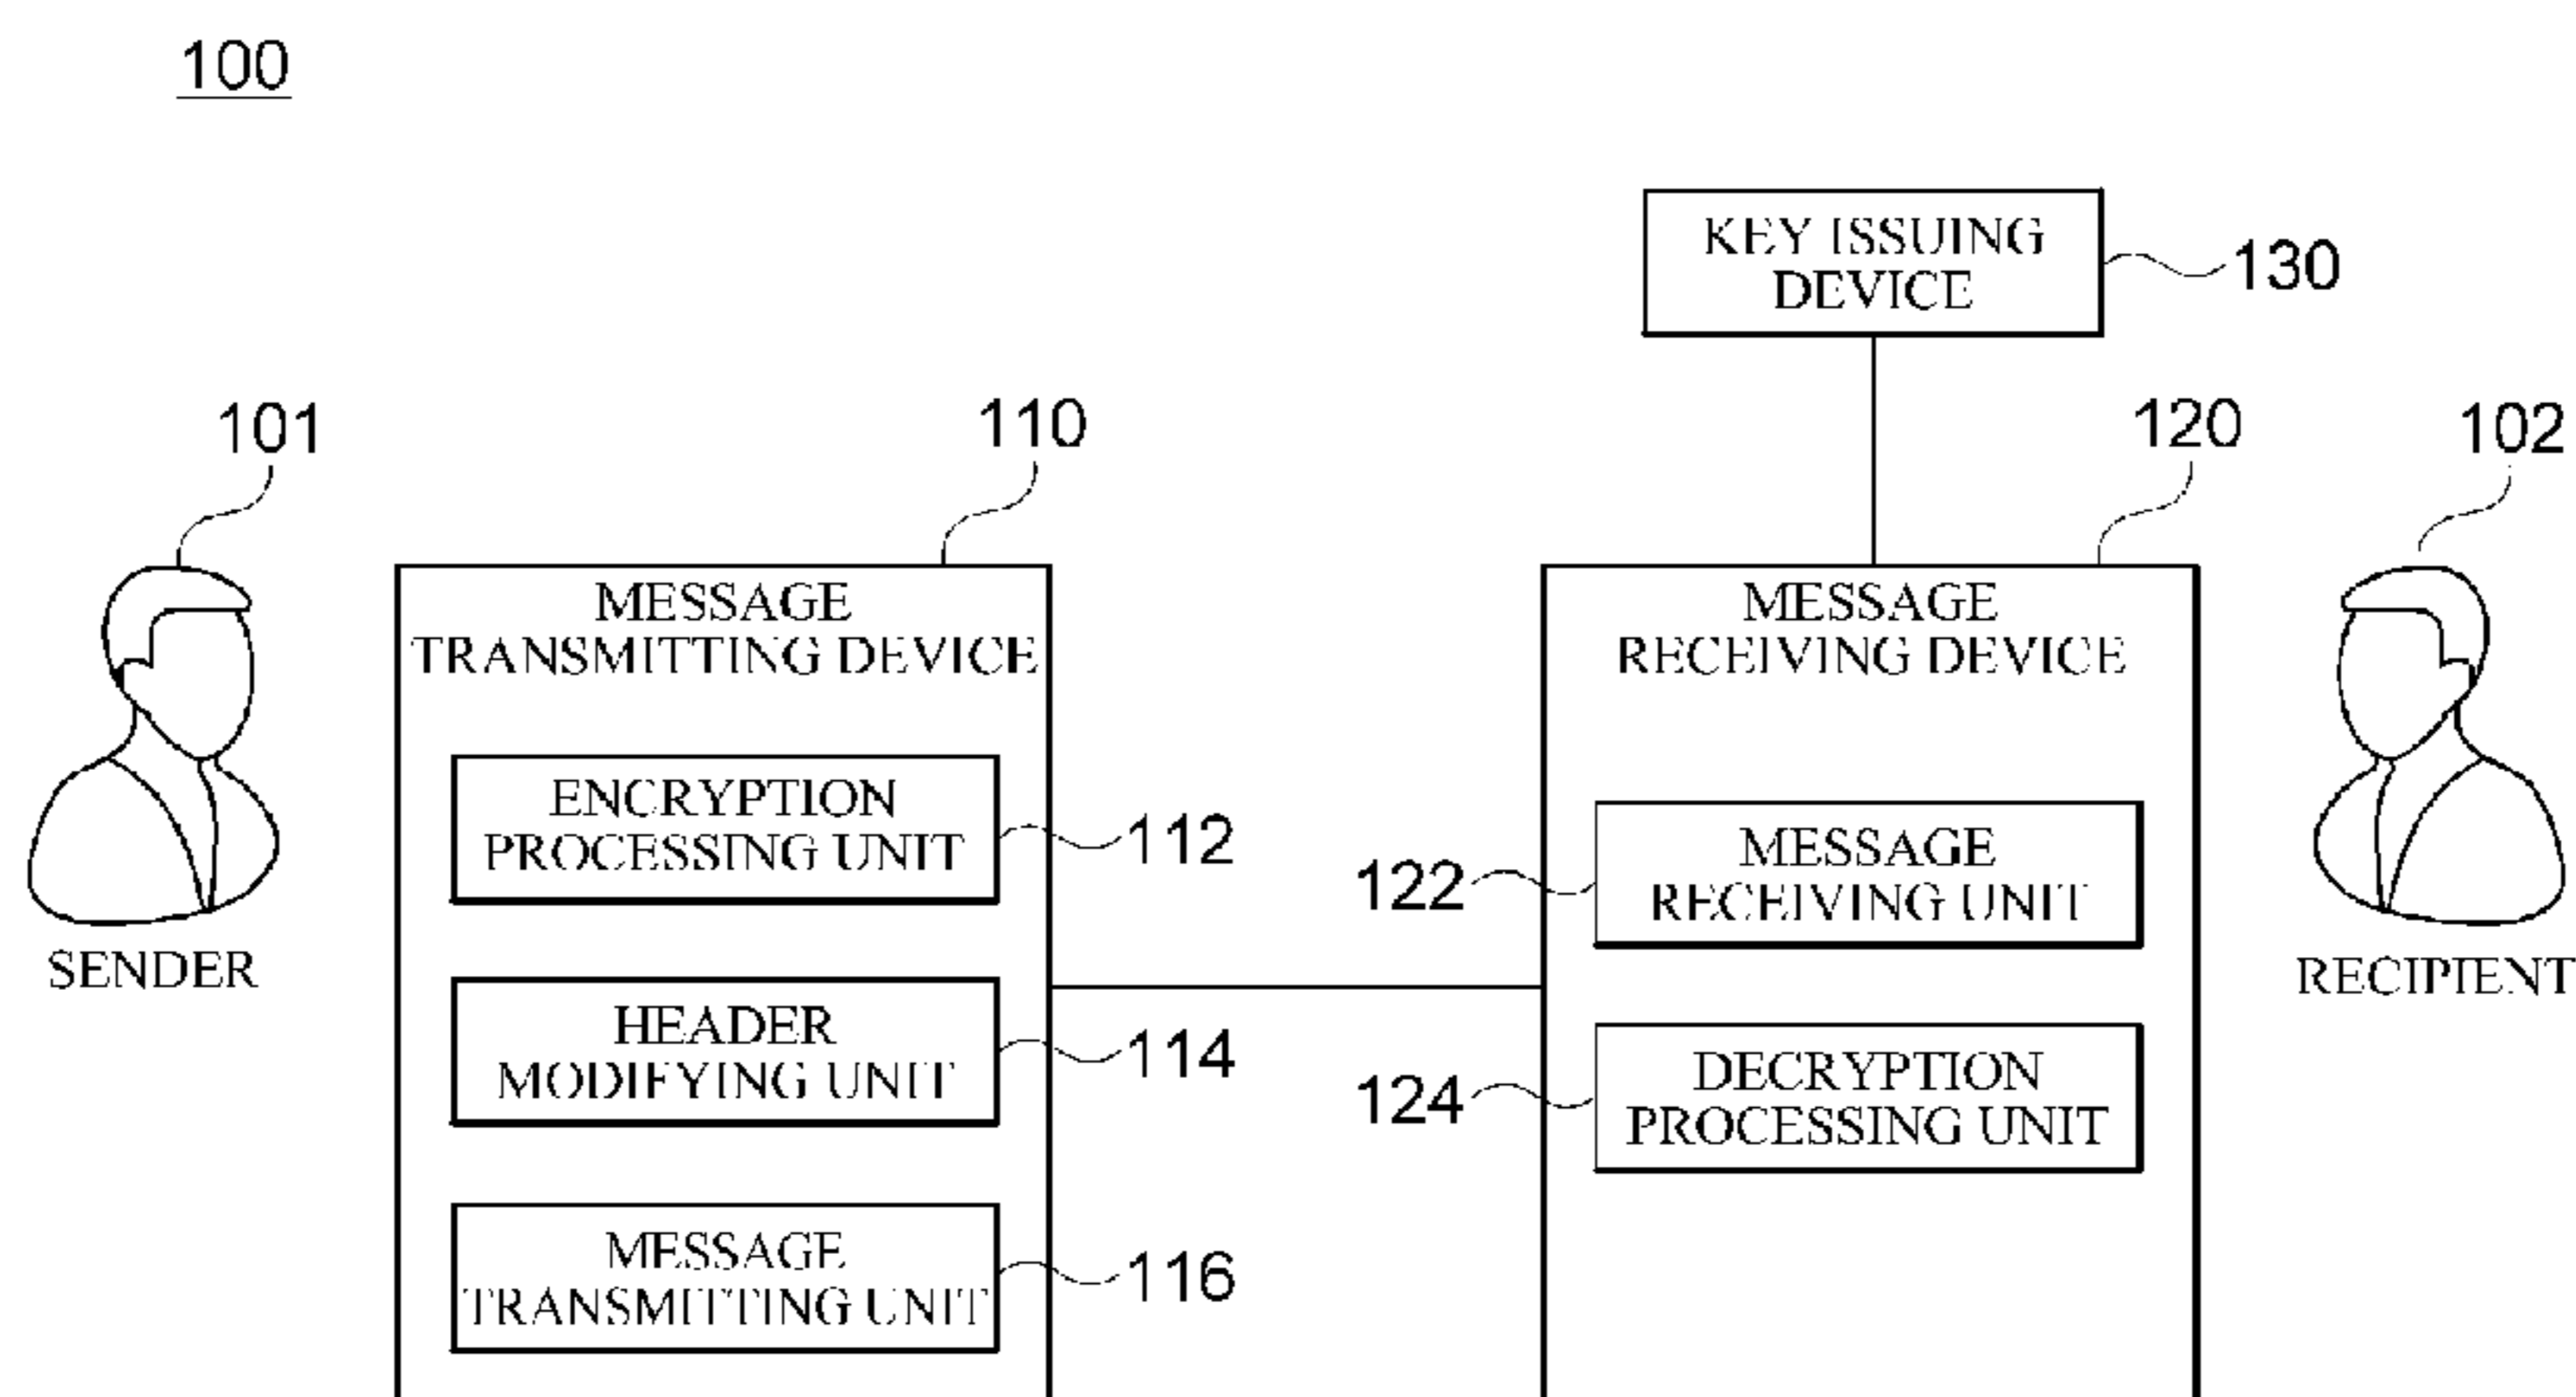 100
KEY ISSUING
DEVICE
130
101
110
120
102
MESSAGE
TRANSMITTING DEVICE
MESSAGE
RECEIVING DEVICE
ENCRYPTION
PROCESSING UNIT
112
MESSAGE
RECEIVING UNIT
122
SENDER
RECIPIENT
HEADER
MODIFYING UNIT
114
DECRYPTION
PROCESSING UNIT
124
MESSAGE
TRANSMITTING UNIT
116